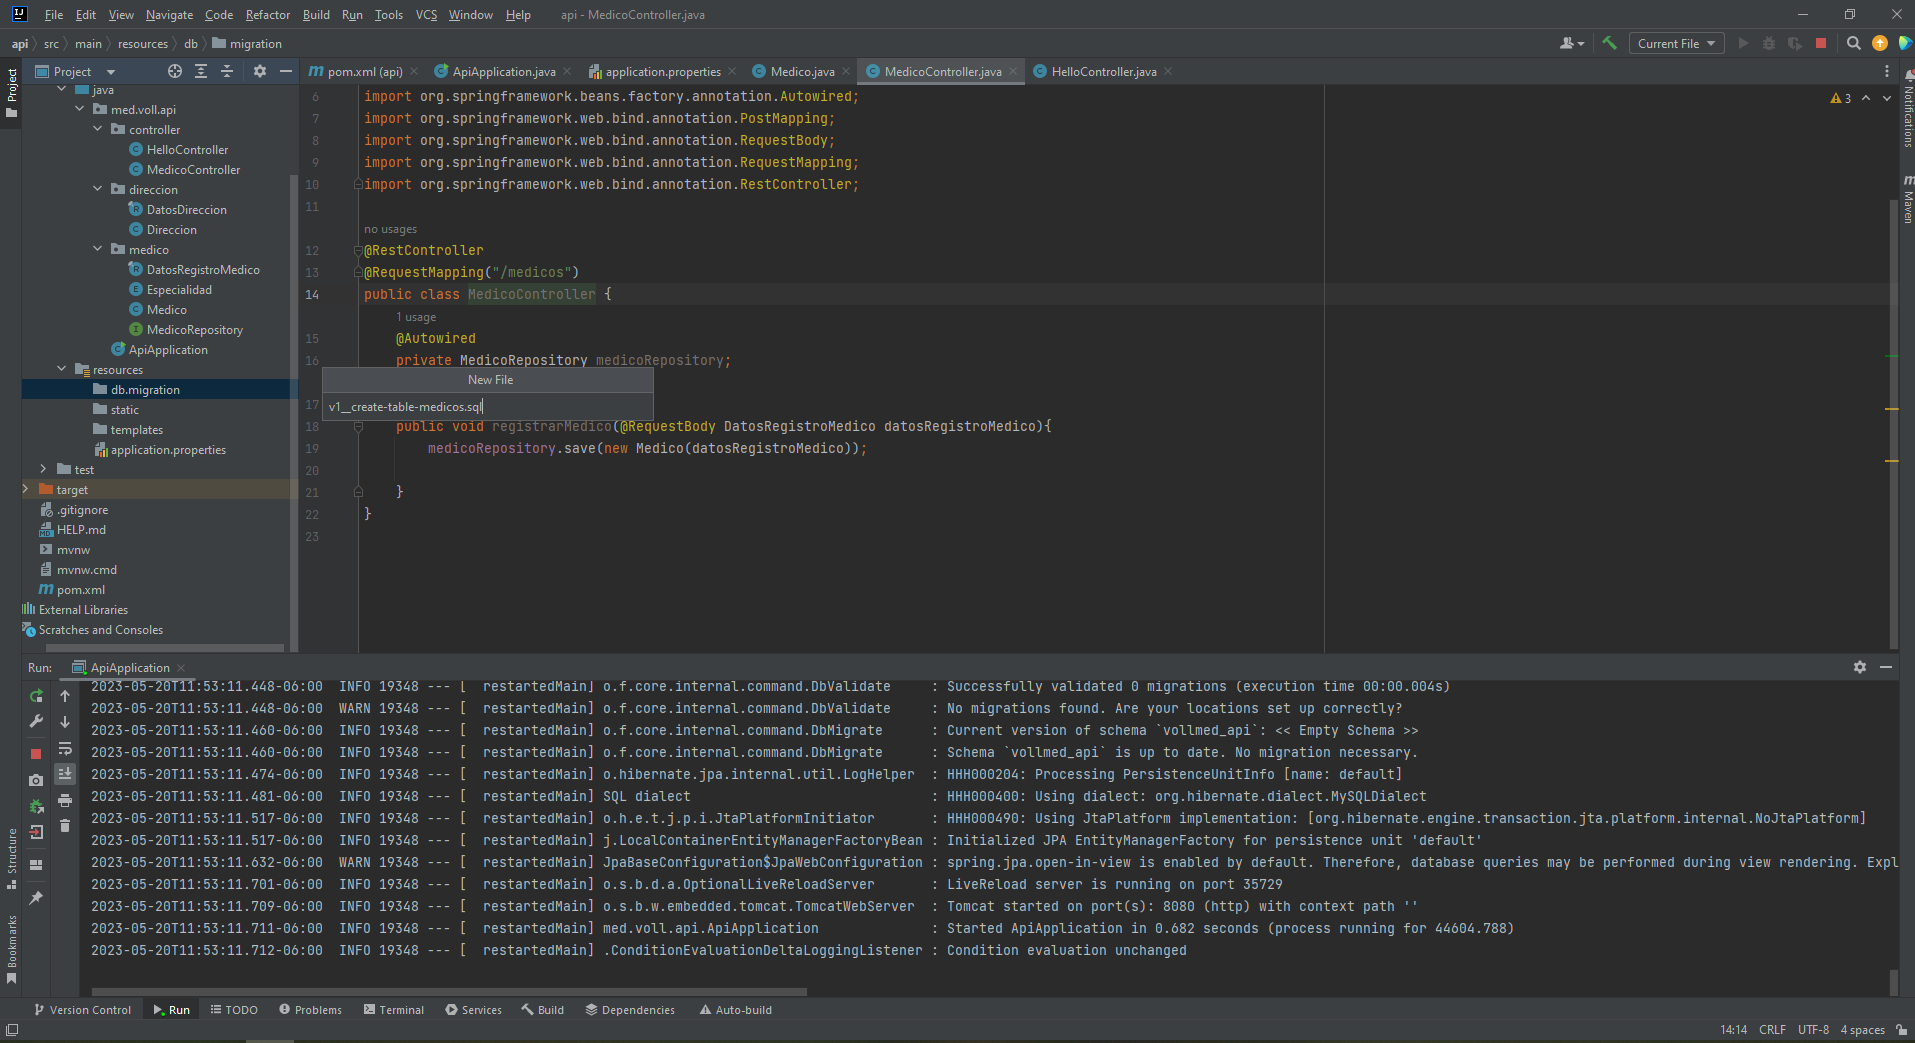 File Edit View Navigate Code Refactor Build Run Tools VCS Window Help api - MedicoController.java
api src main resources db migration
Current File
Project
pom.xml (api) ApiApplication.java application.properties Medico.java MedicoController.java HelloController.java
Project
Notifications
Maven
Structure
Bookmarks
java
med.voll.api
controller
HelloController
MedicoController
direccion
DatosDireccion
Direccion
medico
DatosRegistroMedico
Especialidad
Medico
MedicoRepository
ApiApplication
resources
db.migration
static
templates
application.properties
test
target
.gitignore
HELP.md
mvnw
mvnw.cmd
pom.xml
External Libraries
Scratches and Consoles
3
6 import org.springframework.beans.factory.annotation.Autowired;
7 import org.springframework.web.bind.annotation.PostMapping;
8 import org.springframework.web.bind.annotation.RequestBody;
9 import org.springframework.web.bind.annotation.RequestMapping;
10 import org.springframework.web.bind.annotation.RestController;
11
no usages
12 @RestController
13 @RequestMapping("/medicos")
14 public class MedicoController {
1 usage
15 @Autowired
16 private MedicoRepository medicoRepository;
New File
17 v1__create-table-medicos.sql
18 public void registrarMedico(@RequestBody DatosRegistroMedico datosRegistroMedico){
19 medicoRepository.save(new Medico(datosRegistroMedico));
20
21 }
22 }
23
Run: ApiApplication
2023-05-20T11:53:11.448-06:00 INFO 19348 --- [ restartedMain] o.f.core.internal.command.DbValidate : Successfully validated 0 migrations (execution time 00:00.004s)
2023-05-20T11:53:11.448-06:00 WARN 19348 --- [ restartedMain] o.f.core.internal.command.DbValidate : No migrations found. Are your locations set up correctly?
2023-05-20T11:53:11.460-06:00 INFO 19348 --- [ restartedMain] o.f.core.internal.command.DbMigrate : Current version of schema `vollmed_api`: << Empty Schema >>
2023-05-20T11:53:11.460-06:00 INFO 19348 --- [ restartedMain] o.f.core.internal.command.DbMigrate : Schema `vollmed_api` is up to date. No migration necessary.
2023-05-20T11:53:11.474-06:00 INFO 19348 --- [ restartedMain] o.hibernate.jpa.internal.util.LogHelper : HHH000204: Processing PersistenceUnitInfo [name: default]
2023-05-20T11:53:11.481-06:00 INFO 19348 --- [ restartedMain] SQL dialect : HHH000400: Using dialect: org.hibernate.dialect.MySQLDialect
2023-05-20T11:53:11.517-06:00 INFO 19348 --- [ restartedMain] o.h.e.t.j.p.i.JtaPlatformInitiator : HHH000490: Using JtaPlatform implementation: [org.hibernate.engine.transaction.jta.platform.internal.NoJtaPlatform]
2023-05-20T11:53:11.517-06:00 INFO 19348 --- [ restartedMain] j.LocalContainerEntityManagerFactoryBean : Initialized JPA EntityManagerFactory for persistence unit 'default'
2023-05-20T11:53:11.632-06:00 WARN 19348 --- [ restartedMain] JpaBaseConfiguration$JpaWebConfiguration : spring.jpa.open-in-view is enabled by default. Therefore, database queries may be performed during view rendering. Expl
2023-05-20T11:53:11.701-06:00 INFO 19348 --- [ restartedMain] o.s.b.d.a.OptionalLiveReloadServer : LiveReload server is running on port 35729
2023-05-20T11:53:11.709-06:00 INFO 19348 --- [ restartedMain] o.s.b.w.embedded.tomcat.TomcatWebServer : Tomcat started on port(s): 8080 (http) with context path ''
2023-05-20T11:53:11.711-06:00 INFO 19348 --- [ restartedMain] med.voll.api.ApiApplication : Started ApiApplication in 0.682 seconds (process running for 44604.788)
2023-05-20T11:53:11.712-06:00 INFO 19348 --- [ restartedMain] .ConditionEvaluationDeltaLoggingListener : Condition evaluation unchanged
Version Control Run TODO Problems Terminal Services Build Dependencies Auto-build
14:14 CRLF UTF-8 4 spaces